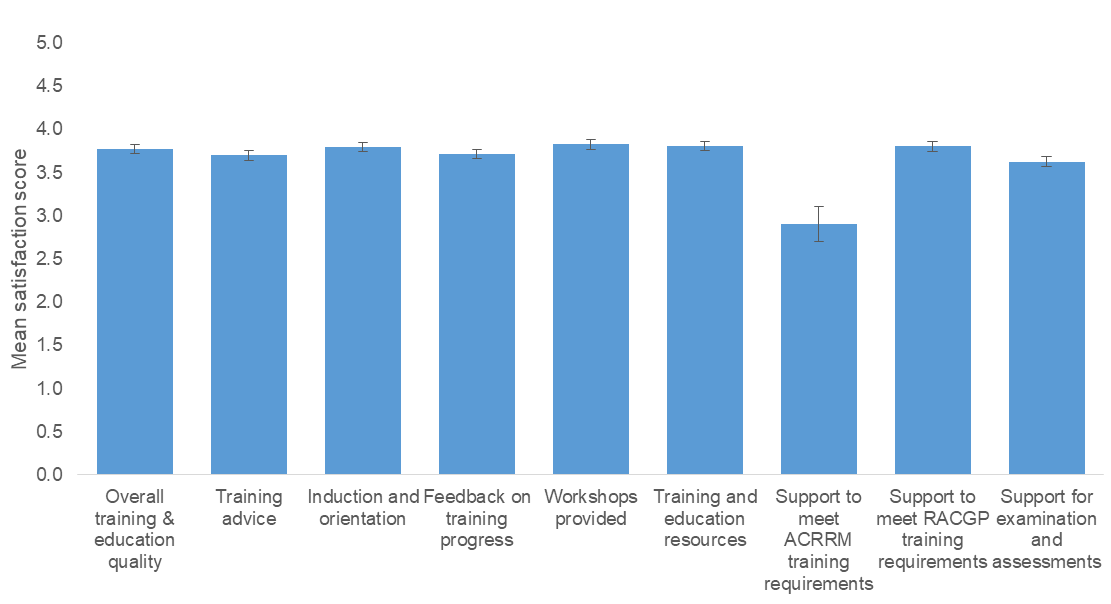 Mean satisfaction score
5.0
4.5
4.0
3.5
3.0
2.5
2.0
1.5
1.0
0.5
0.0
Overall
training &
education
quality
Training
advice
Induction and
orientation
Feedback on
training
progress
Workshops
provided
Training and
education
resources
Support to
meet
ACRRM
training
requirements
Support to
meet RACGP
training
requirements
Support for
examination
and
assessments